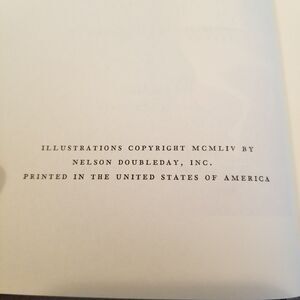 ILLUSTRATIONS COPYRIGHT MCMLIV BY
NELSON DOUBLEDAY, INC.
PRINTED IN THE UNITED STATES OF AMERICA